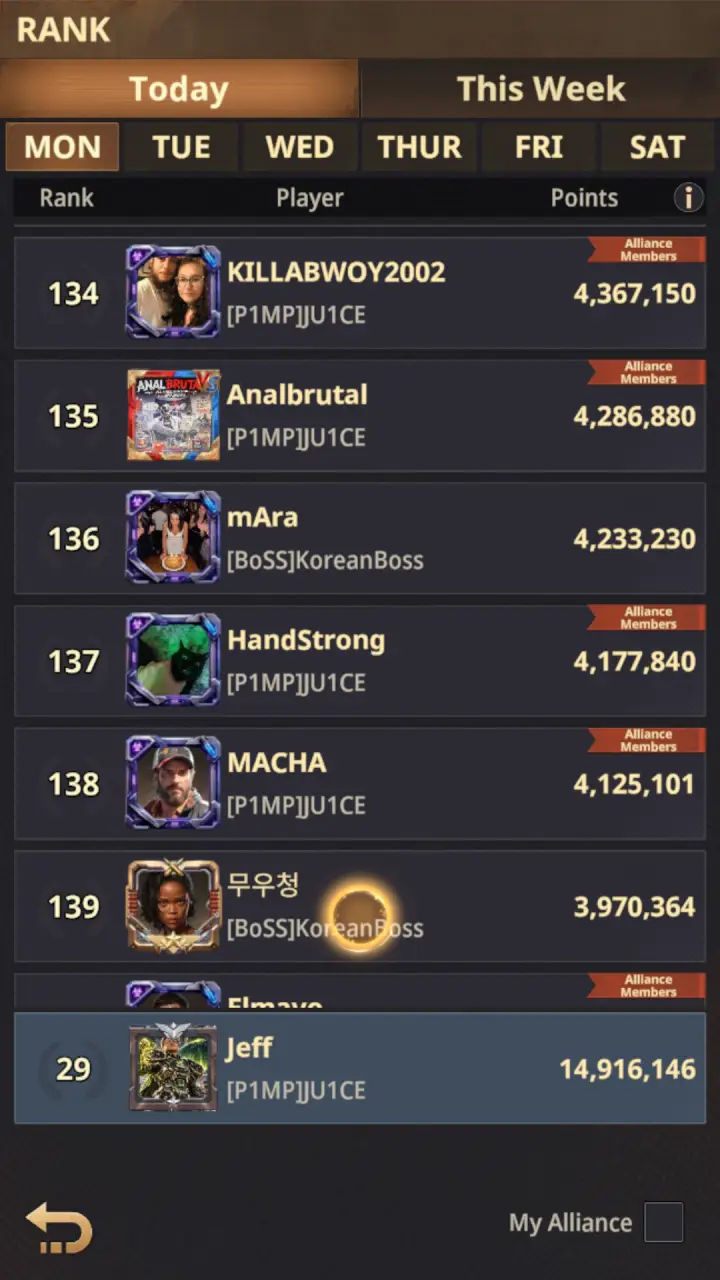 RANK
Today
This Week
MON
TUE
WED
THUR
FRI
SAT
Rank
Player
Points
i
Alliance
Members
134
KILLABWOY2002
4,367,150
[P1MP]JU1CE
Alliance
Members
135
ANALBRUTAL
Analbrutal
4,286,880
[P1MP]JU1CE
136
mAra
4,233,230
[BoSS]KoreanBoss
Alliance
Members
137
HandStrong
4,177,840
[P1MP]JU1CE
Alliance
Members
138
MACHA
4,125,101
[P1MP]JU1CE
139
무우청
3,970,364
[BoSS]KoreanBoss
Alliance
Members
Elmayo
29
Jeff
14,916,146
[P1MP]JU1CE
My Alliance